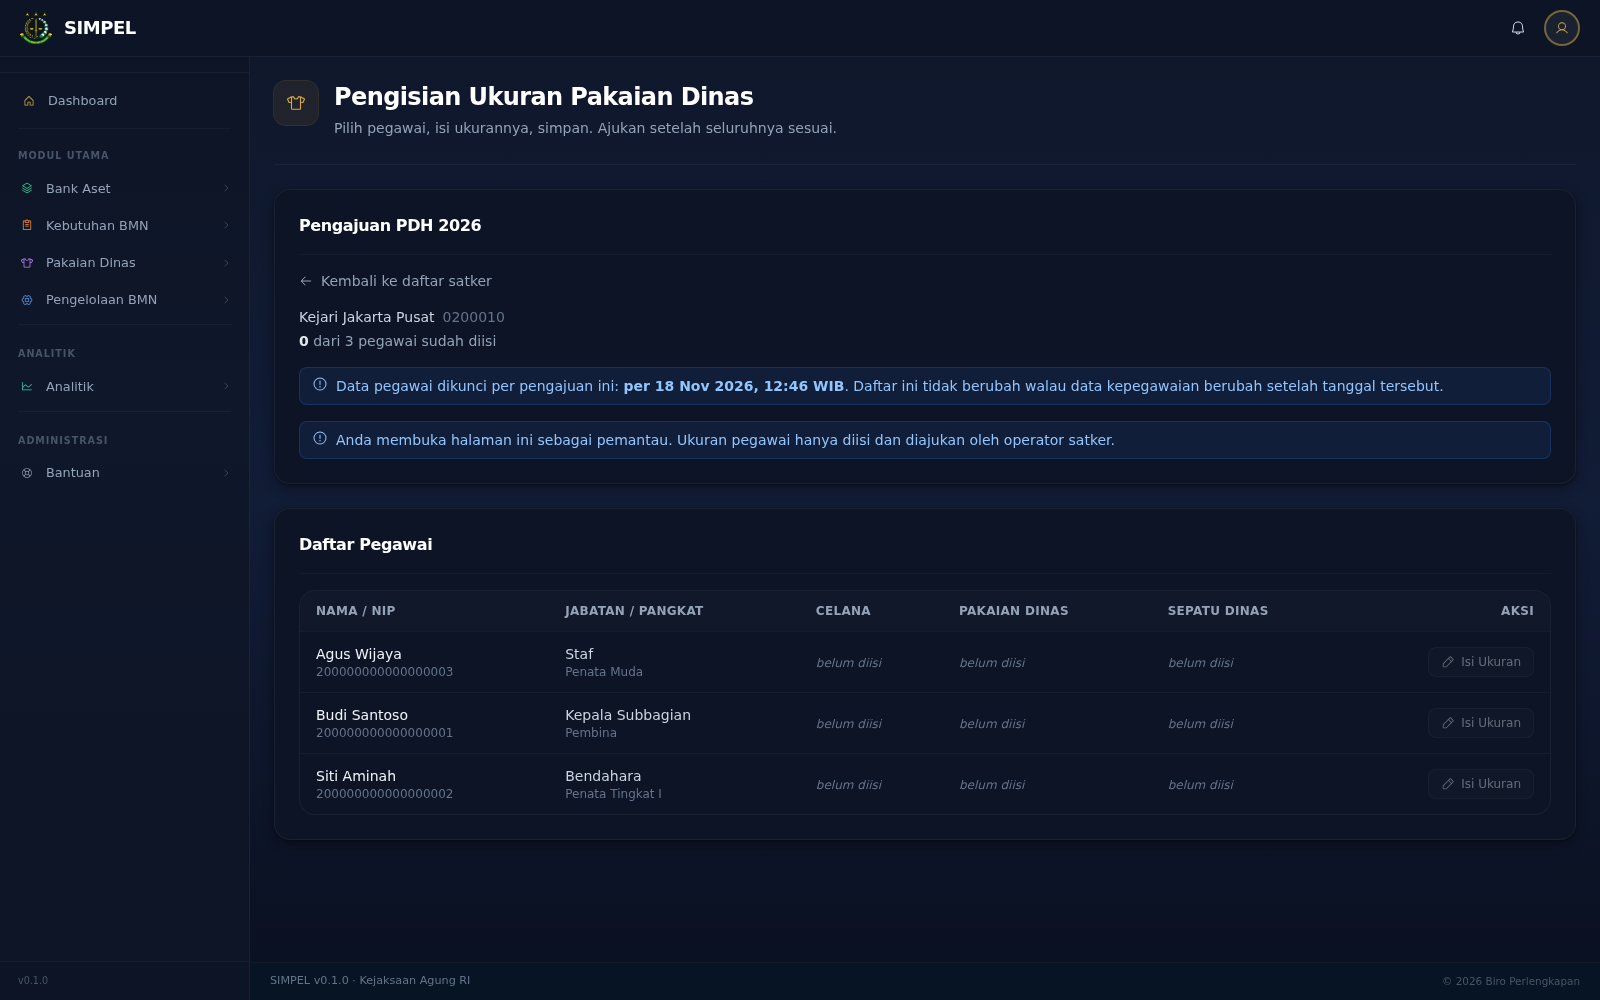 SIMPEL
Dashboard
MODUL UTAMA
Bank Aset
Kebutuhan BMN
Pakaian Dinas
Pengelolaan BMN
ANALITIK
Analitik
ADMINISTRASI
Bantuan
v0.1.0
Pengisian Ukuran Pakaian Dinas
Pilih pegawai, isi ukurannya, simpan. Ajukan setelah seluruhnya sesuai.
Pengajuan PDH 2026
Kembali ke daftar satker
Kejari Jakarta Pusat 0200010
0 dari 3 pegawai sudah diisi
Data pegawai dikunci per pengajuan ini: per 18 Nov 2026, 12:46 WIB. Daftar ini tidak berubah walau data kepegawaian berubah setelah tanggal tersebut.
Anda membuka halaman ini sebagai pemantau. Ukuran pegawai hanya diisi dan diajukan oleh operator satker.
Daftar Pegawai
NAMA / NIP JABATAN / PANGKAT CELANA PAKAIAN DINAS SEPATU DINAS AKSI
Agus Wijaya Staf
200000000000000003 Penata Muda belum diisi belum diisi belum diisi Isi Ukuran
Budi Santoso Kepala Subbagian
200000000000000001 Pembina belum diisi belum diisi belum diisi Isi Ukuran
Siti Aminah Bendahara
200000000000000002 Penata Tingkat I belum diisi belum diisi belum diisi Isi Ukuran
SIMPEL v0.1.0 · Kejaksaan Agung RI
© 2026 Biro Perlengkapan